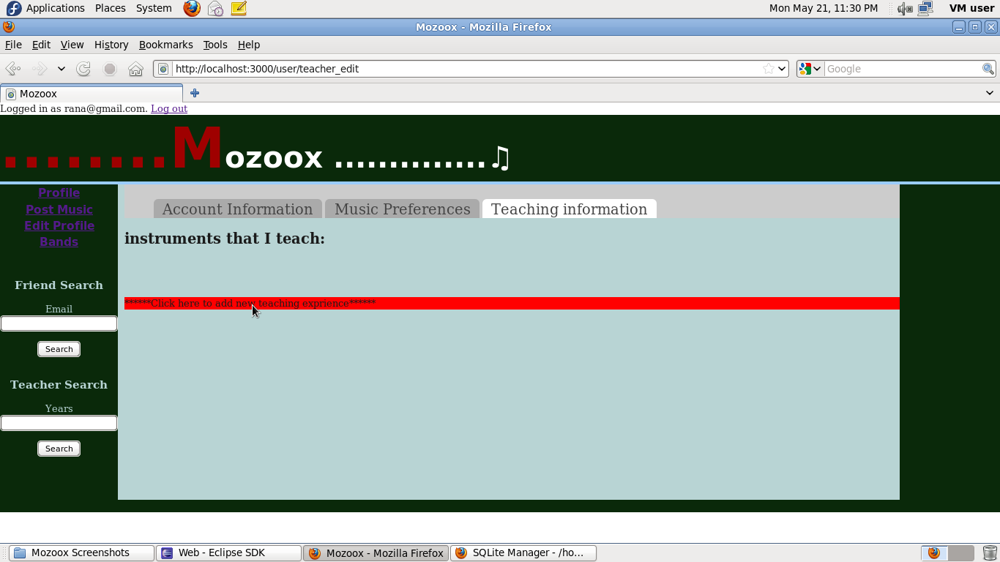 Applications Places System Mon May 21, 11:30 PM VM user
Mozoox - Mozilla Firefox
File Edit View History Bookmarks Tools Help
http://localhost:3000/user/teacher_edit Google
Mozoox
Logged in as rana@gmail.com. Log out
........Mozoox ..............♫
Profile
Post Music
Edit Profile
Bands
Friend Search
Email
Search
Teacher Search
Years
Search
Account Information Music Preferences Teaching information
instruments that I teach:
******Click here to add new teaching exprience******
Mozoox Screenshots Web - Eclipse SDK Mozoox - Mozilla Firefox SQLite Manager - /ho...